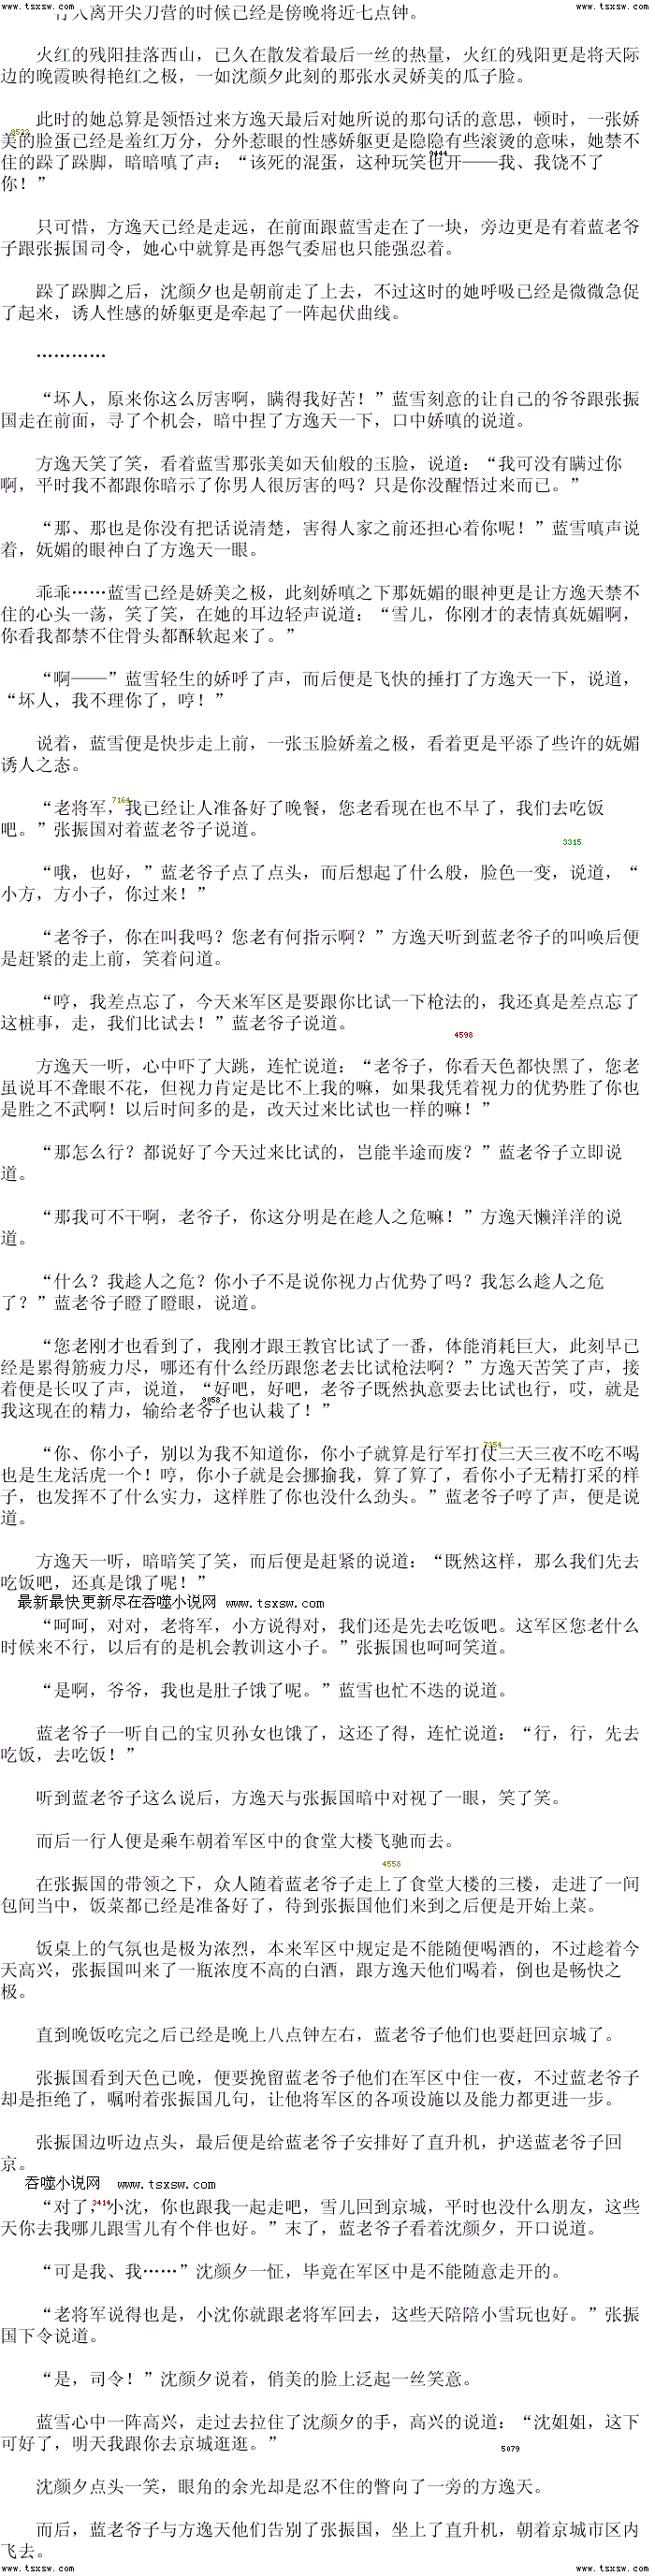 www.tsxsw.com www.tsxsw.com
一行人离开尖刀营的时候已经是傍晚将近七点钟。
火红的残阳挂落西山，已久在散发着最后一丝的热量，火红的残阳更是将天际
边的晚霞映得艳红之极，一如沈颜夕此刻的那张水灵娇美的瓜子脸。
此时的她总算是领悟过来方逸天最后对她所说的那句话的意思，顿时，一张娇
9522
美的脸蛋已经是羞红万分，分外惹眼的性感娇躯更是隐隐有些滚烫的意味，她禁不
住的跺了跺脚，暗暗嗔了声：“该死的混蛋，这种玩笑也开——我、我饶不了
9444
你！”
只可惜，方逸天已经是走远，在前面跟蓝雪走在了一块，旁边更是有着蓝老爷
子跟张振国司令，她心中就算是再怨气委屈也只能强忍着。
跺了跺脚之后，沈颜夕也是朝前走了上去，不过这时的她呼吸已经是微微急促
了起来，诱人性感的娇躯更是牵起了一阵起伏曲线。
…………
“坏人，原来你这么厉害啊，瞒得我好苦！”蓝雪刻意的让自己的爷爷跟张振
国走在前面，寻了个机会，暗中捏了方逸天一下，口中娇嗔的说道。
方逸天笑了笑，看着蓝雪那张美如天仙般的玉脸，说道：“我可没有瞒过你
啊，平时我不都跟你暗示了你男人很厉害的吗？只是你没醒悟过来而已。”
“那、那也是你没有把话说清楚，害得人家之前还担心着你呢！”蓝雪嗔声说
着，妩媚的眼神白了方逸天一眼。
乖乖……蓝雪已经是娇美之极，此刻娇嗔之下那妩媚的眼神更是让方逸天禁不
住的心头一荡，笑了笑，在她的耳边轻声说道：“雪儿，你刚才的表情真妩媚啊，
你看我都禁不住骨头都酥软起来了。”
“啊——”蓝雪轻生的娇呼了声，而后便是飞快的捶打了方逸天一下，说道，
“坏人，我不理你了，哼！”
说着，蓝雪便是快步走上前，一张玉脸娇羞之极，看着更是平添了些许的妩媚
诱人之态。
7164
“老将军，我已经让人准备好了晚餐，您老看现在也不早了，我们去吃饭
吧。”张振国对着蓝老爷子说道。
3315
“哦，也好，”蓝老爷子点了点头，而后想起了什么般，脸色一变，说道，“
小方，方小子，你过来！”
“老爷子，你在叫我吗？您老有何指示啊？”方逸天听到蓝老爷子的叫唤后便
是赶紧的走上前，笑着问道。
“哼，我差点忘了，今天来军区是要跟你比试一下枪法的，我还真是差点忘了
这桩事，走，我们比试去！”蓝老爷子说道。
4598
方逸天一听，心中吓了大跳，连忙说道：“老爷子，你看天色都快黑了，您老
虽说耳不聋眼不花，但视力肯定是比不上我的嘛，如果我凭着视力的优势胜了你也
是胜之不武啊！以后时间多的是，改天过来比试也一样的嘛！”
“那怎么行？都说好了今天过来比试的，岂能半途而废？”蓝老爷子立即说
道。
“那我可不干啊，老爷子，你这分明是在趁人之危嘛！”方逸天懒洋洋的说
道。
“什么？我趁人之危？你小子不是说你视力占优势了吗？我怎么趁人之危
了？”蓝老爷子瞪了瞪眼，说道。
“您老刚才也看到了，我刚才跟王教官比试了一番，体能消耗巨大，此刻早已
经是累得筋疲力尽，哪还有什么经历跟您老去比试枪法啊？”方逸天苦笑了声，接
着便是长叹了声，说道，“好吧，好吧，老爷子既然执意要去比试也行，哎，就是
9058
我这现在的精力，输给老爷子也认栽了！”
7354
“你、你小子，别以为我不知道你，你小子就算是行军打仗三天三夜不吃不喝
也是生龙活虎一个！哼，你小子就是会挪揄我，算了算了，看你小子无精打采的样
子，也发挥不了什么实力，这样胜了你也没什么劲头。”蓝老爷子哼了声，便是说
道。
方逸天一听，暗暗笑了笑，而后便是赶紧的说道：“既然这样，那么我们先去
吃饭吧，还真是饿了呢！”
最新最快更新尽在吞噬小说网 www.tsxsw.com
“呵呵，对对，老将军，小方说得对，我们还是先去吃饭吧。这军区您老什么
时候来不行，以后有的是机会教训这小子。”张振国也呵呵笑道。
“是啊，爷爷，我也是肚子饿了呢。”蓝雪也忙不迭的说道。
蓝老爷子一听自己的宝贝孙女也饿了，这还了得，连忙说道：“行，行，先去
吃饭，去吃饭！”
听到蓝老爷子这么说后，方逸天与张振国暗中对视了一眼，笑了笑。
而后一行人便是乘车朝着军区中的食堂大楼飞驰而去。
4558
在张振国的带领之下，众人随着蓝老爷子走上了食堂大楼的三楼，走进了一间
包间当中，饭菜都已经是准备好了，待到张振国他们来到之后便是开始上菜。
饭桌上的气氛也是极为浓烈，本来军区中规定是不能随便喝酒的，不过趁着今
天高兴，张振国叫来了一瓶浓度不高的白酒，跟方逸天他们喝着，倒也是畅快之
极。
直到晚饭吃完之后已经是晚上八点钟左右，蓝老爷子他们也要赶回京城了。
张振国看到天色已晚，便要挽留蓝老爷子他们在军区中住一夜，不过蓝老爷子
却是拒绝了，嘱咐着张振国几句，让他将军区的各项设施以及能力都更进一步。
张振国边听边点头，最后便是给蓝老爷子安排好了直升机，护送蓝老爷子回
京。
吞噬小说网 www.tsxsw.com
3414
“对了，小沈，你也跟我一起走吧，雪儿回到京城，平时也没什么朋友，这些
天你去我哪儿跟雪儿有个伴也好。”末了，蓝老爷子看着沈颜夕，开口说道。
“可是我、我……”沈颜夕一怔，毕竟在军区中是不能随意走开的。
“老将军说得也是，小沈你就跟老将军回去，这些天陪陪小雪玩也好。”张振
国下令说道。
“是，司令！”沈颜夕说着，俏美的脸上泛起一丝笑意。
蓝雪心中一阵高兴，走过去拉住了沈颜夕的手，高兴的说道：“沈姐姐，这下
可好了，明天我跟你去京城逛逛。”
5079
沈颜夕点头一笑，眼角的余光却是忍不住的瞥向了一旁的方逸天。
而后，蓝老爷子与方逸天他们告别了张振国，坐上了直升机，朝着京城市区内
飞去。
www.tsxsw.com www.tsxsw.com